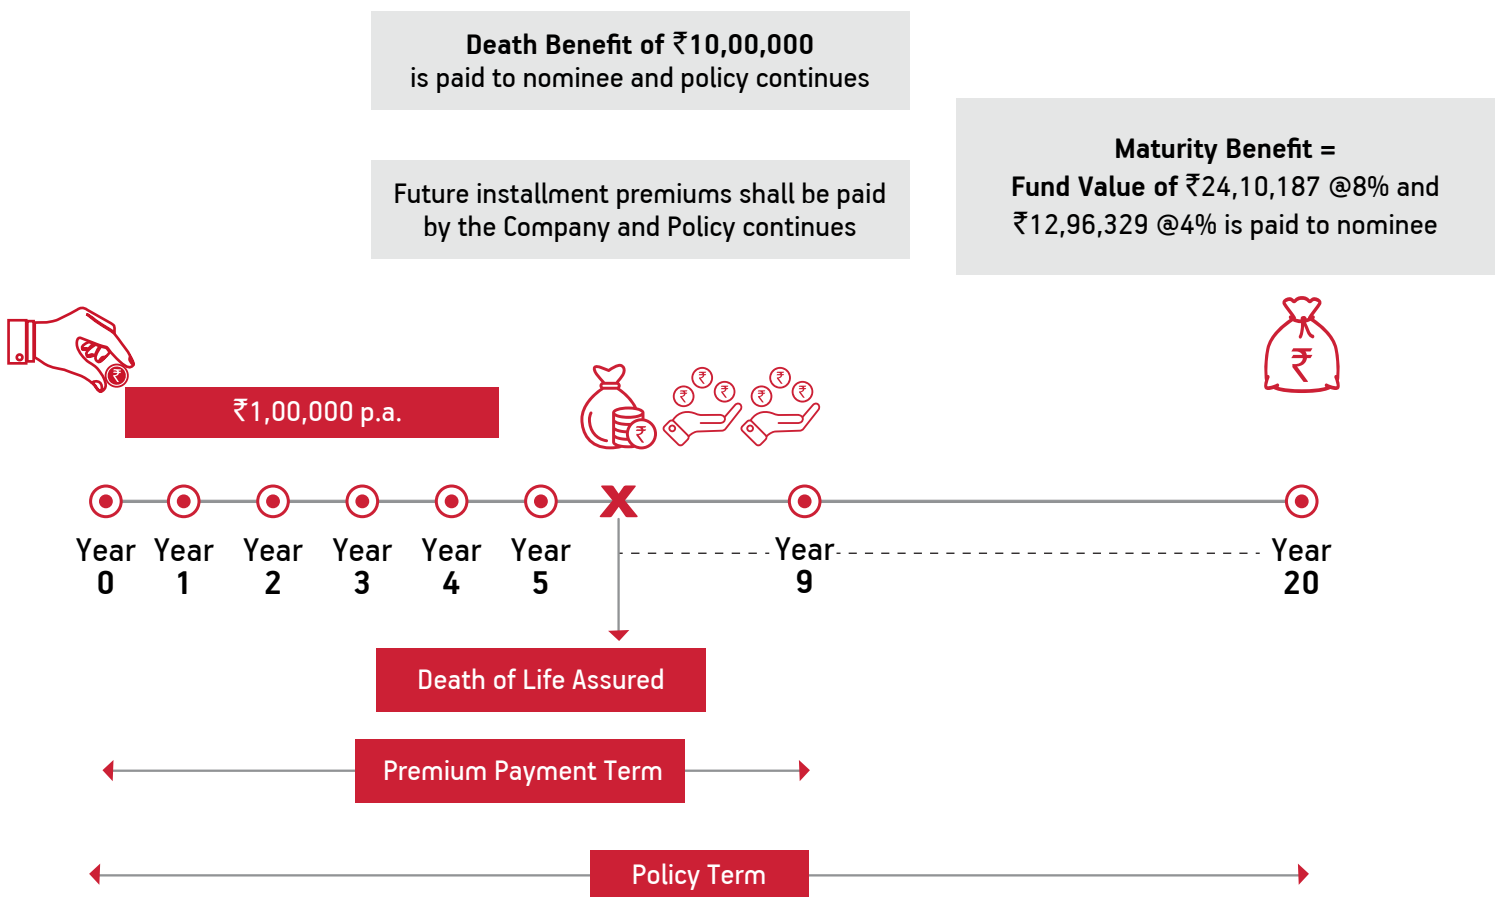 Death Benefit of ₹10,00,000
is paid to nominee and policy continues
Future installment premiums shall be paid
by the Company and Policy continues
Maturity Benefit =
Fund Value of ₹24,10,187 @8% and
₹12,96,329 @4% is paid to nominee
₹
₹
₹1,00,000 p.a.
₹
₹ ₹ ₹
₹ ₹ ₹
Year 0
Year 1
Year 2
Year 3
Year 4
Year 5
X
Year 9
Year 20
Death of Life Assured
Premium Payment Term
Policy Term